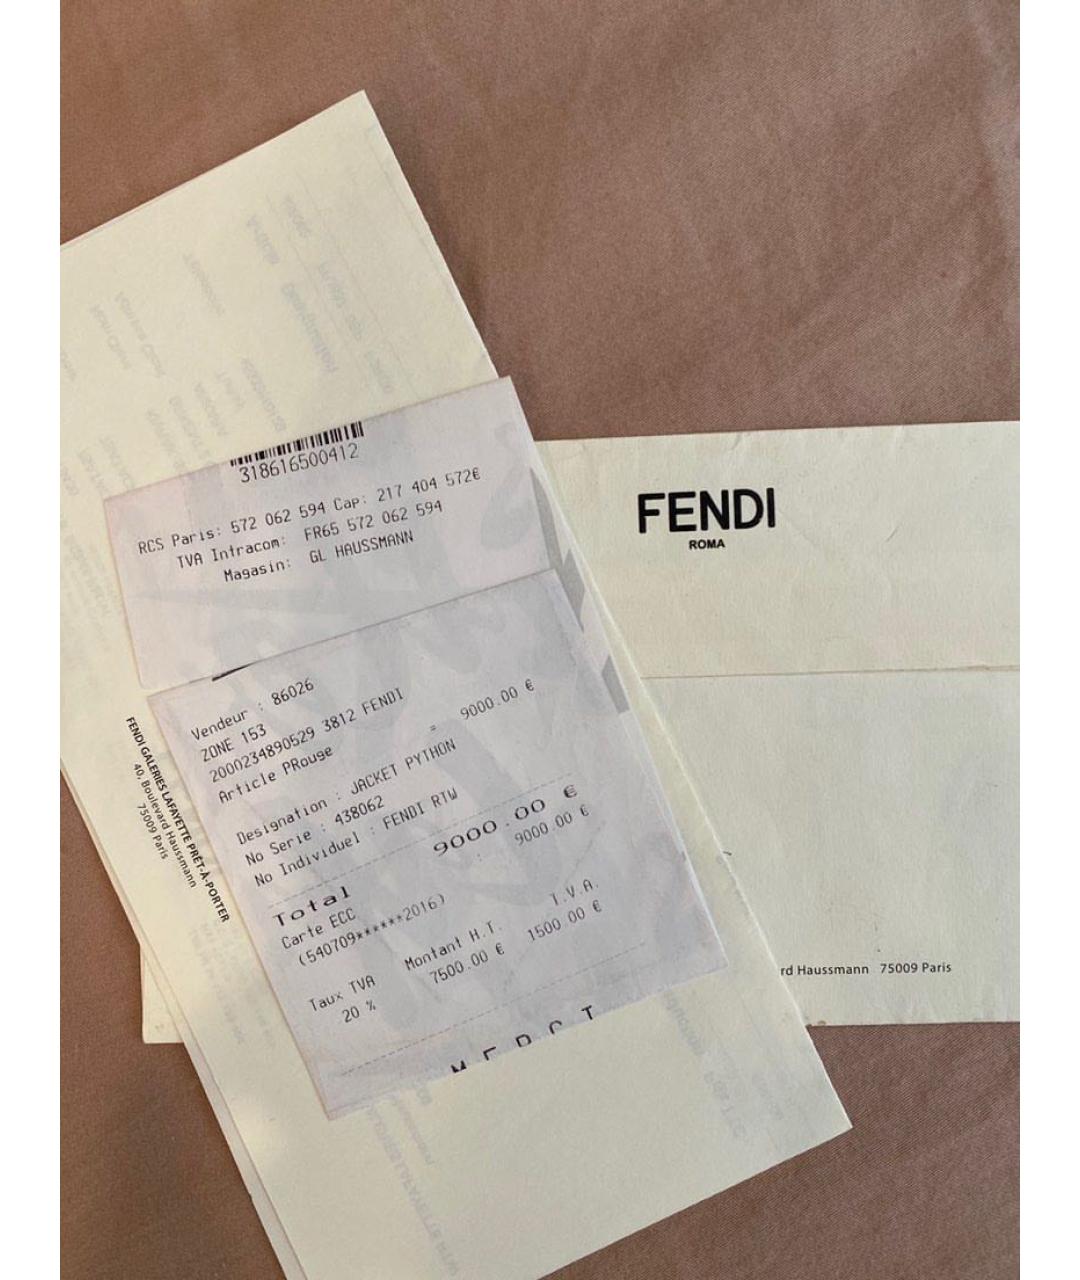 318616500412
RCS Paris: 572 062 594 Cap: 217 404 572€
TVA Intracom: FR65 572 062 594
Magasin: GL HAUSSMANN
Vendeur : 86026
ZONE 153
2000234890529 3812 FENDI
Article PRouge = 9000.00 €
Designation : JACKET PYTHON
No Serie : 438062
No Individuel : FENDI RTW
Total 9000.00 €
Carte ECC : 9000.00 €
(540709******2016)
Taux TVA Montant H.T. T.V.A.
20 % 7500.00 € 1500.00 €
MERCI
FENDI GALERIES LAFAYETTE PRÊT-À-PORTER
40, Boulevard Haussmann
75009 Paris
FENDI
ROMA
rd Haussmann 75009 Paris